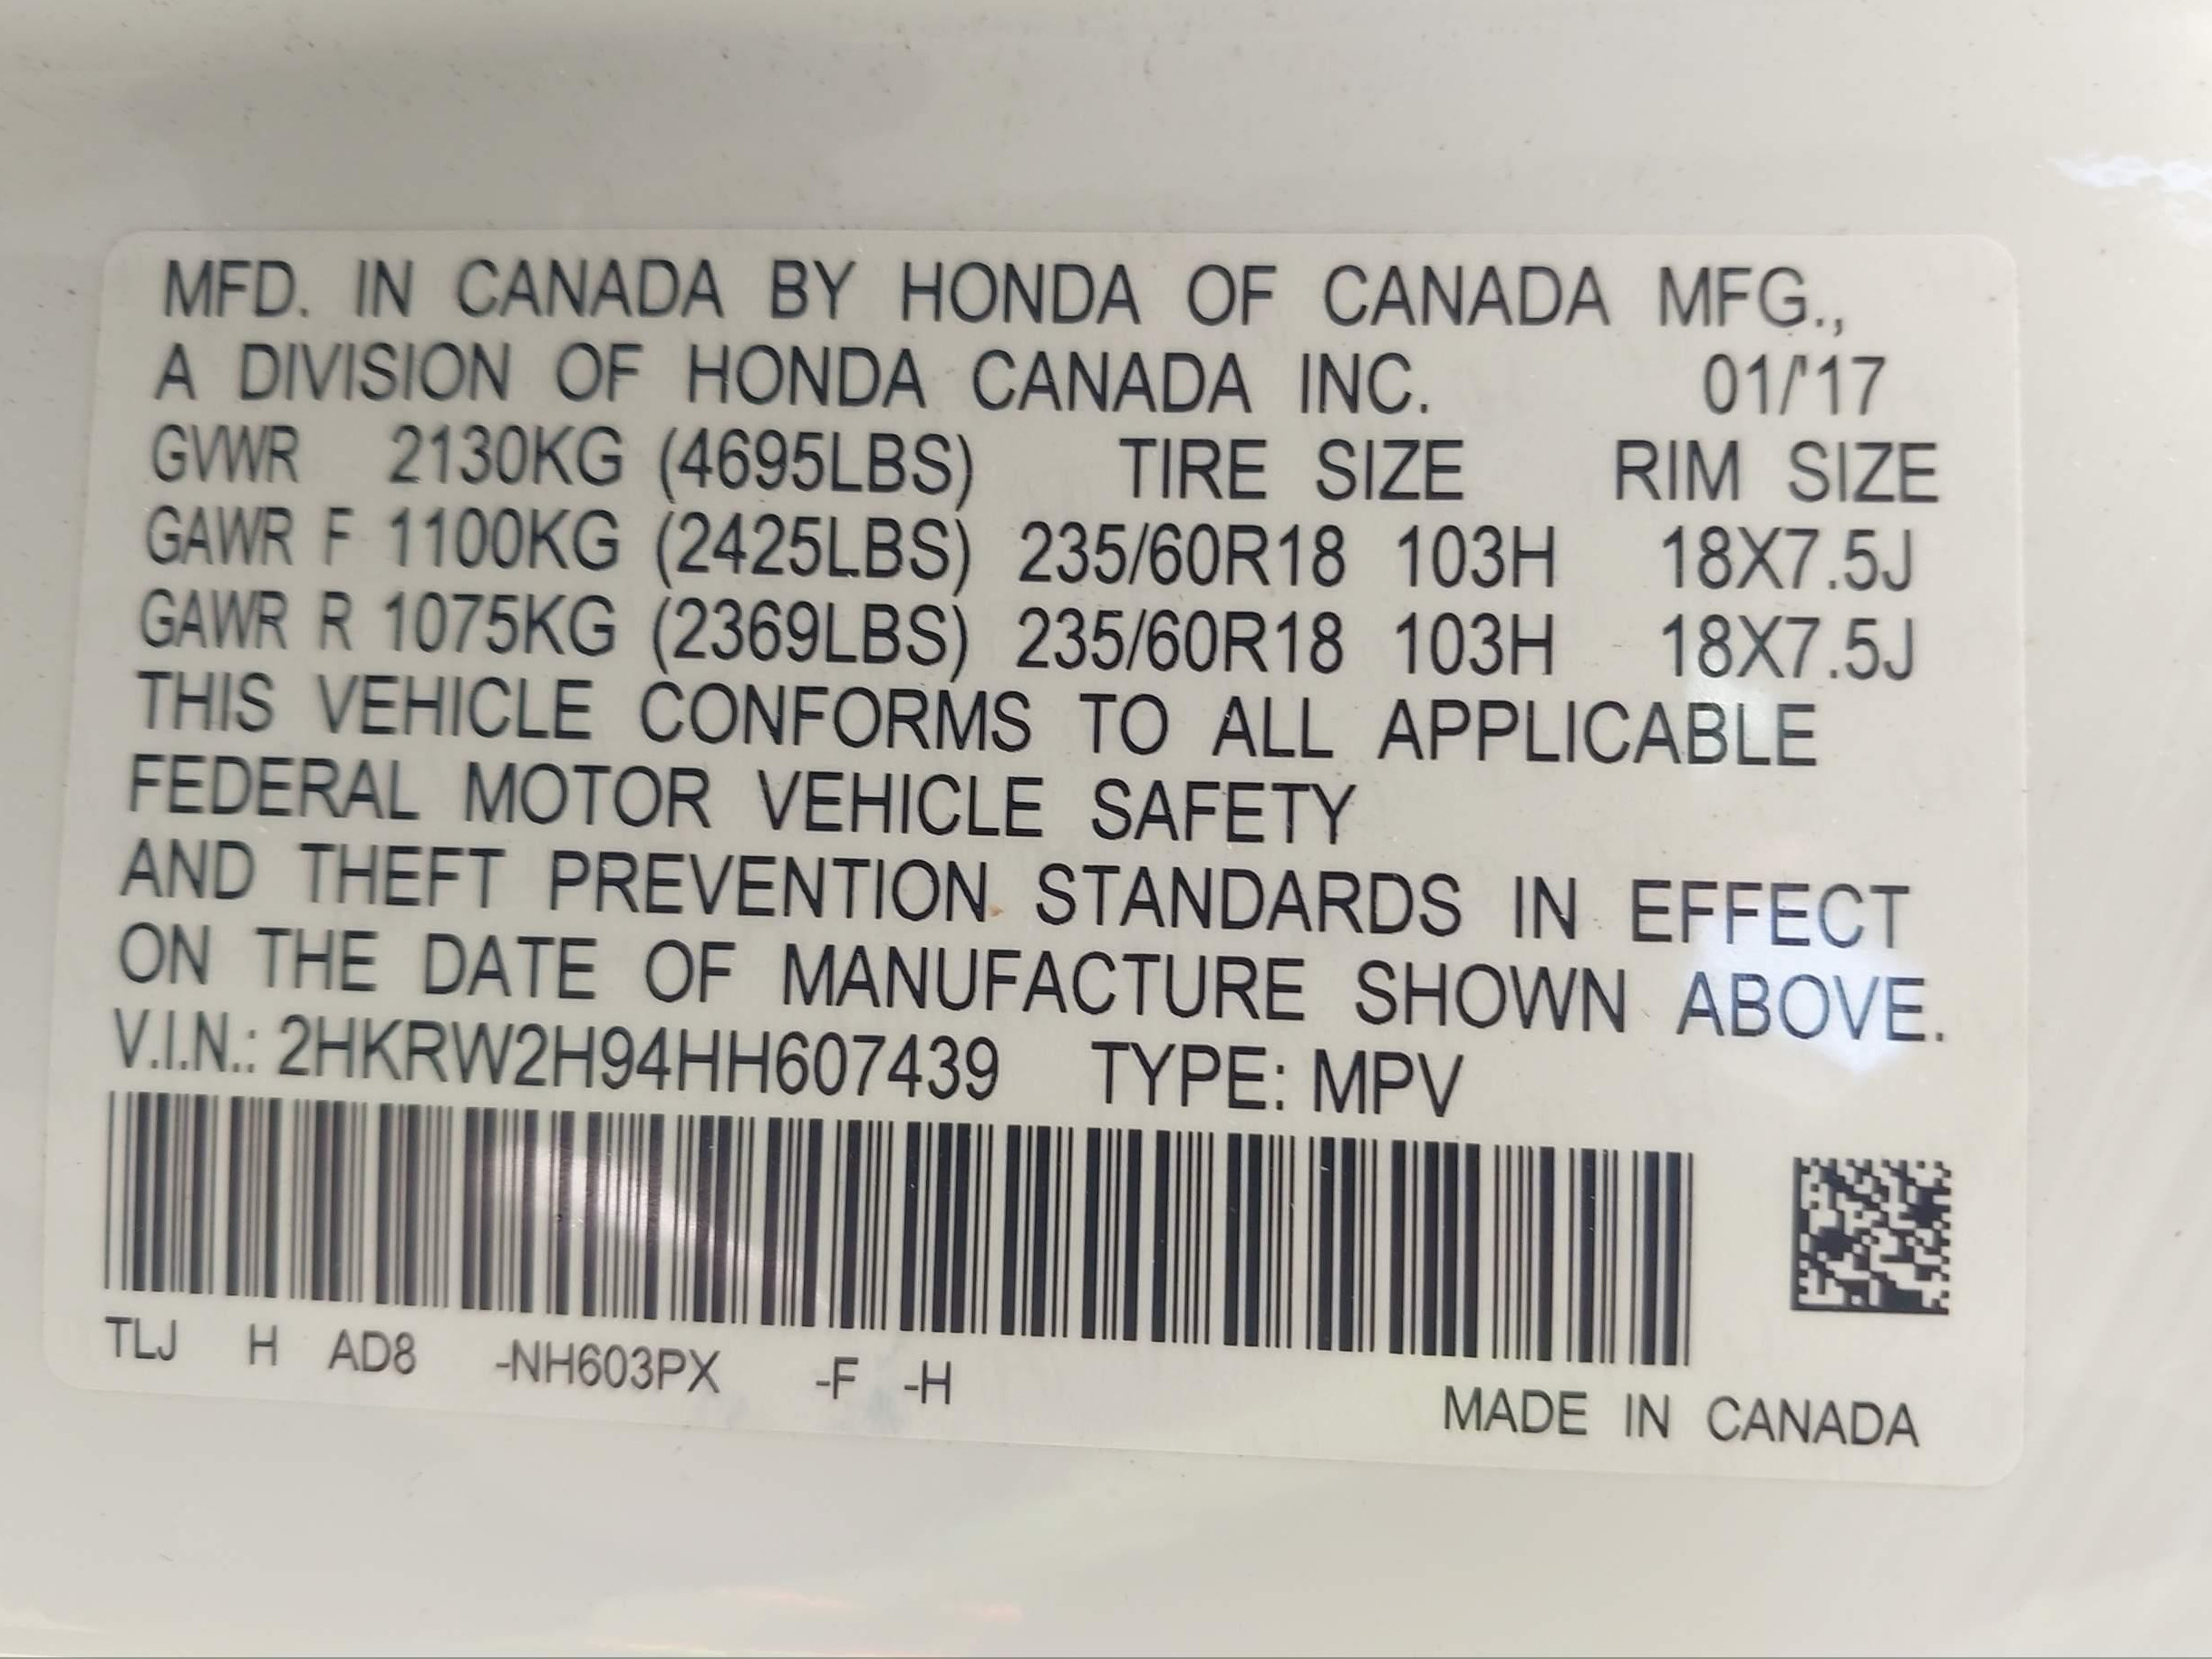 MFD. IN CANADA BY HONDA OF CANADA MFG.,
A DIVISION OF HONDA CANADA INC. 01/'17
GVWR 2130KG (4695LBS) TIRE SIZE RIM SIZE
GAWR F 1100KG (2425LBS) 235/60R18 103H 18X7.5J
GAWR R 1075KG (2369LBS) 235/60R18 103H 18X7.5J
THIS VEHICLE CONFORMS TO ALL APPLICABLE
FEDERAL MOTOR VEHICLE SAFETY
AND THEFT PREVENTION STANDARDS IN EFFECT
ON THE DATE OF MANUFACTURE SHOWN ABOVE.
V.I.N.: 2HKRW2H94HH607439 TYPE: MPV
TLJ H AD8 -NH603PX -F -H
MADE IN CANADA